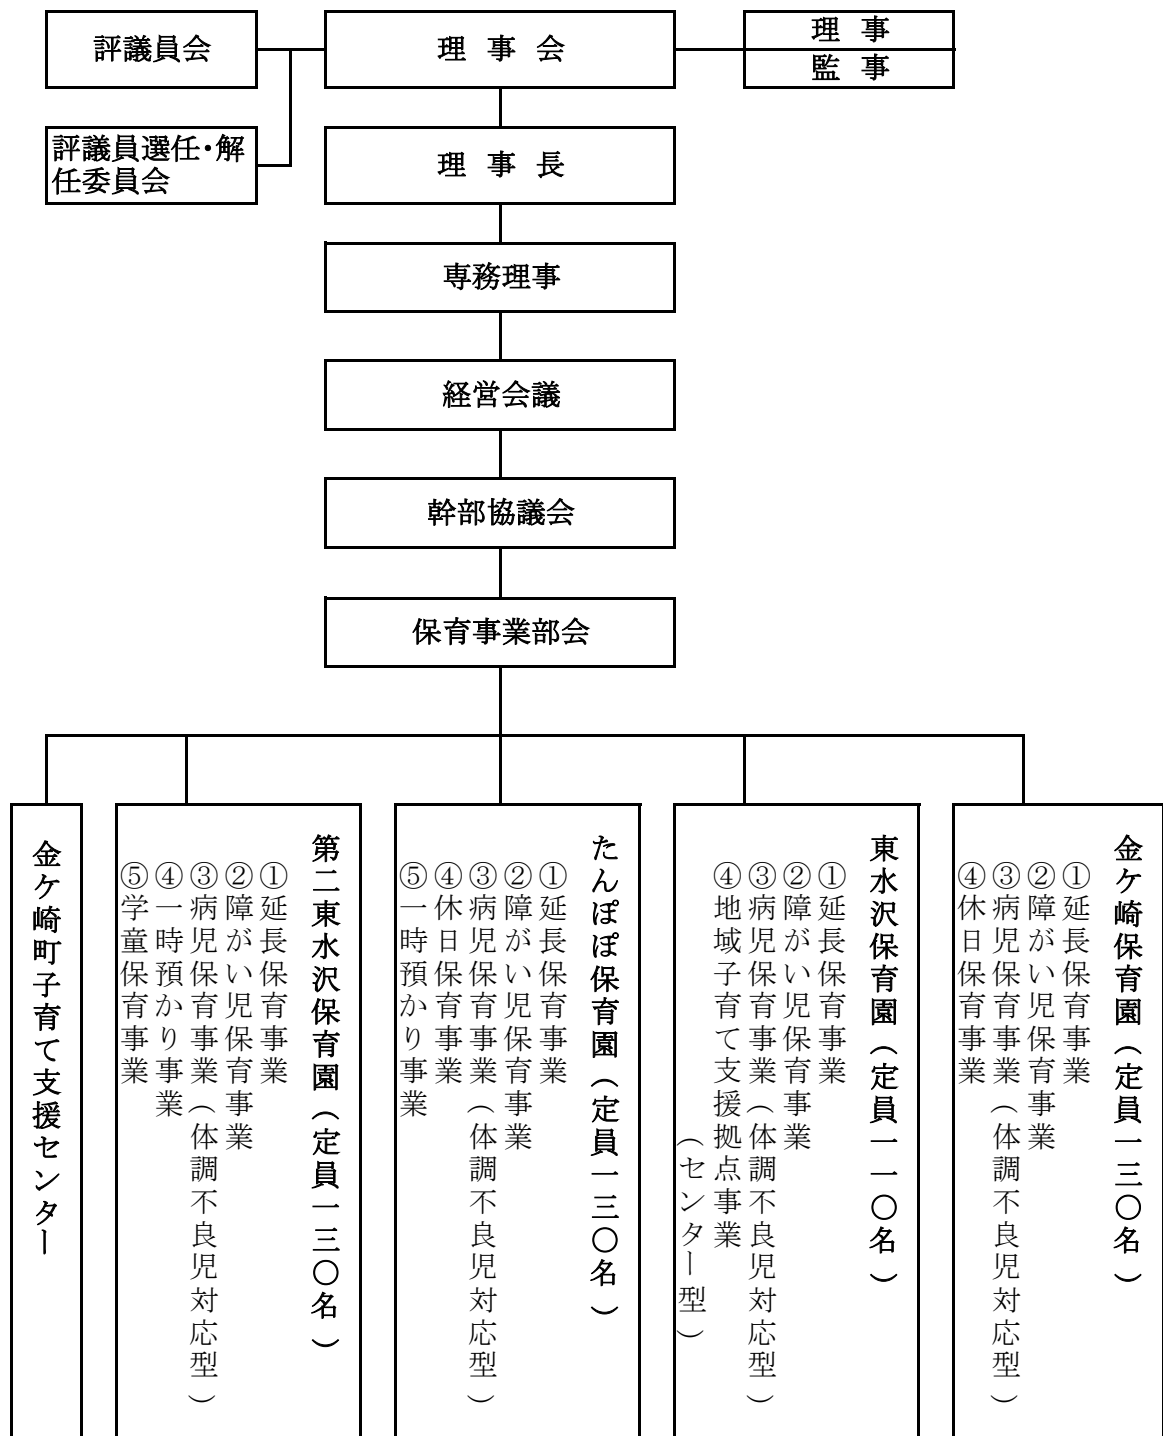 評議員会
理事会
理事
監事
評議員選任・解
任委員会
理事長
専務理事
経営会議
幹部協議会
保育事業部会
金ケ崎保育園（定員一三〇名）
①延長保育事業
②障がい児保育事業
③病児保育事業（体調不良児対応型）
④休日保育事業
東水沢保育園（定員一一〇名）
①延長保育事業
②障がい児保育事業
③病児保育事業（体調不良児対応型）
④地域子育て支援拠点事業
（センター型）
たんぽぽ保育園（定員一三〇名）
①延長保育事業
②障がい児保育事業
③病児保育事業（体調不良児対応型）
④休日保育事業
⑤一時預かり事業
第二東水沢保育園（定員一三〇名）
①延長保育事業
②障がい児保育事業
③病児保育事業（体調不良児対応型）
④一時預かり事業
⑤学童保育事業
金ケ崎町子育て支援センター